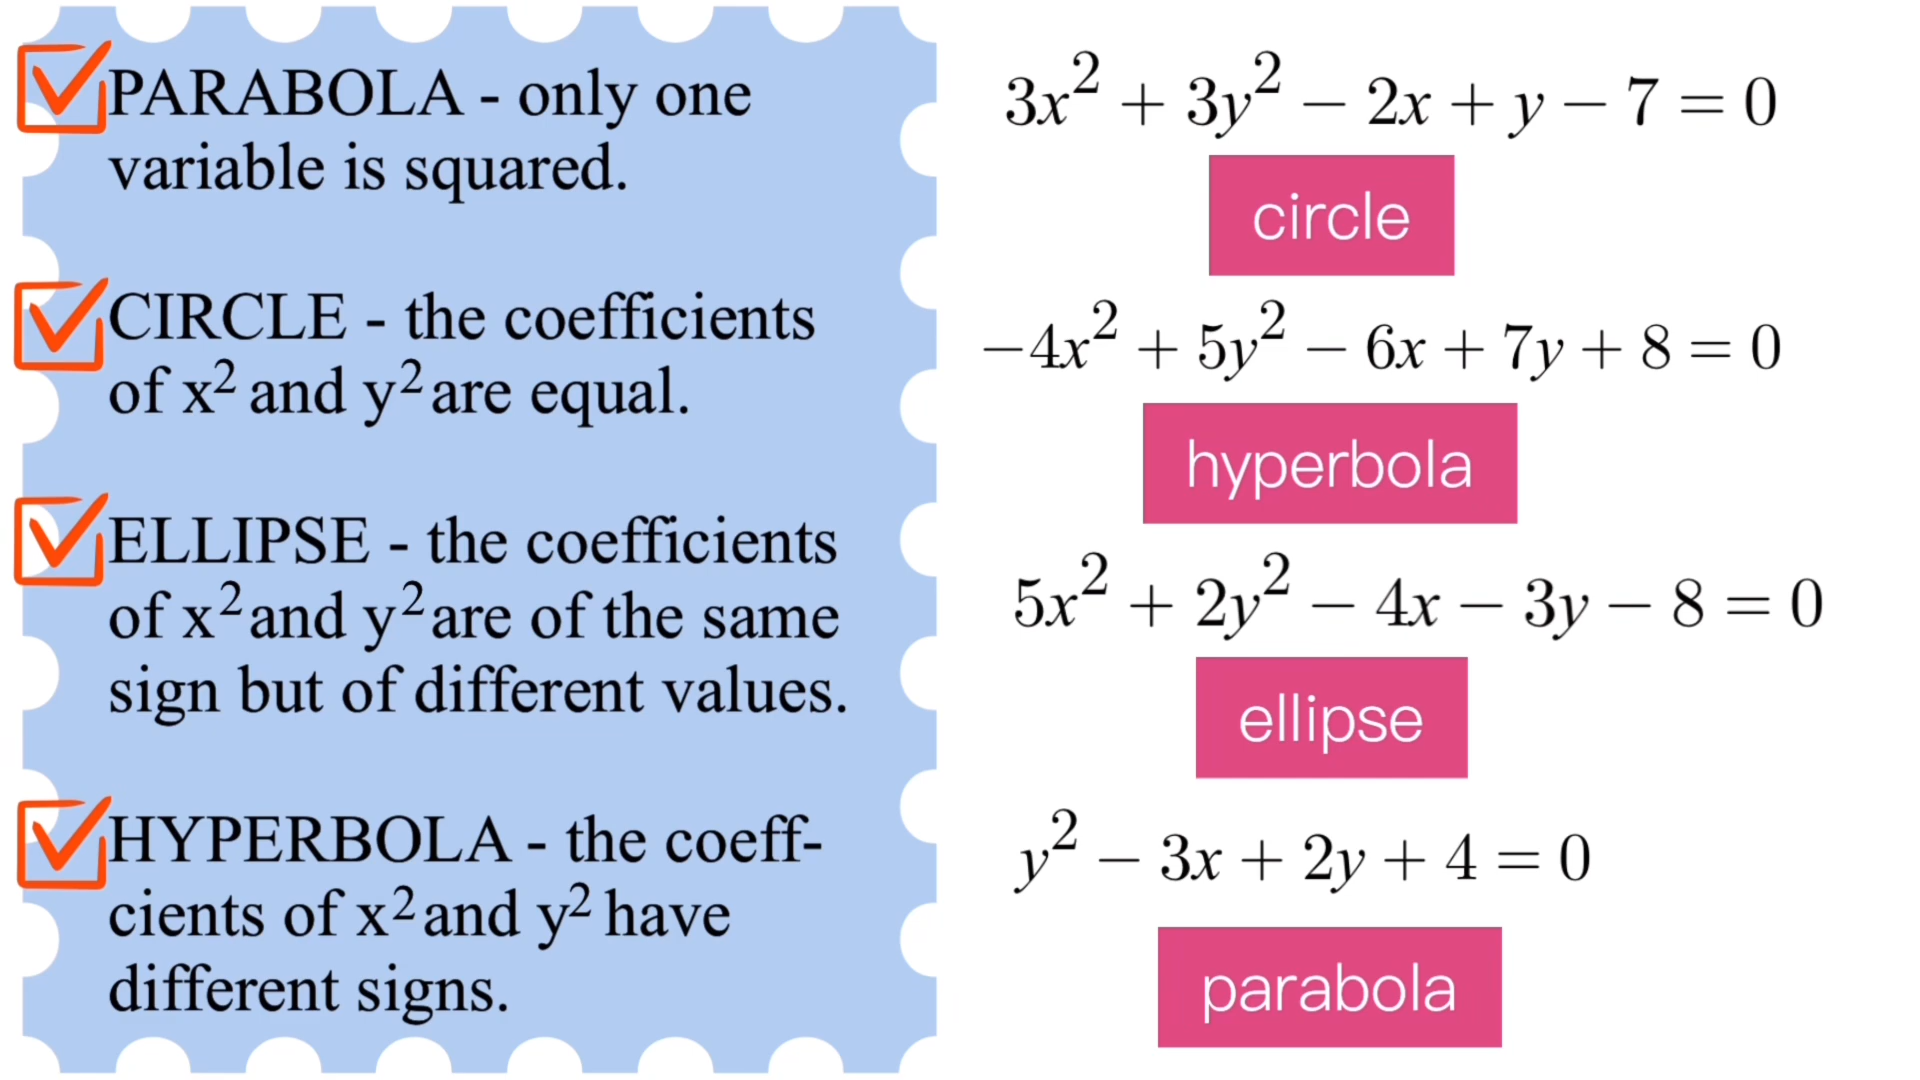 PARABOLA - only one
variable is squared.
CIRCLE - the coefficients
of x² and y² are equal.
ELLIPSE - the coefficients
of x² and y² are of the same
sign but of different values.
HYPERBOLA - the coeff-
cients of x² and y² have
different signs.
3x² + 3y² − 2x + y − 7 = 0
circle
−4x² + 5y² − 6x + 7y + 8 = 0
hyperbola
5x² + 2y² − 4x − 3y − 8 = 0
ellipse
y² − 3x + 2y + 4 = 0
parabola